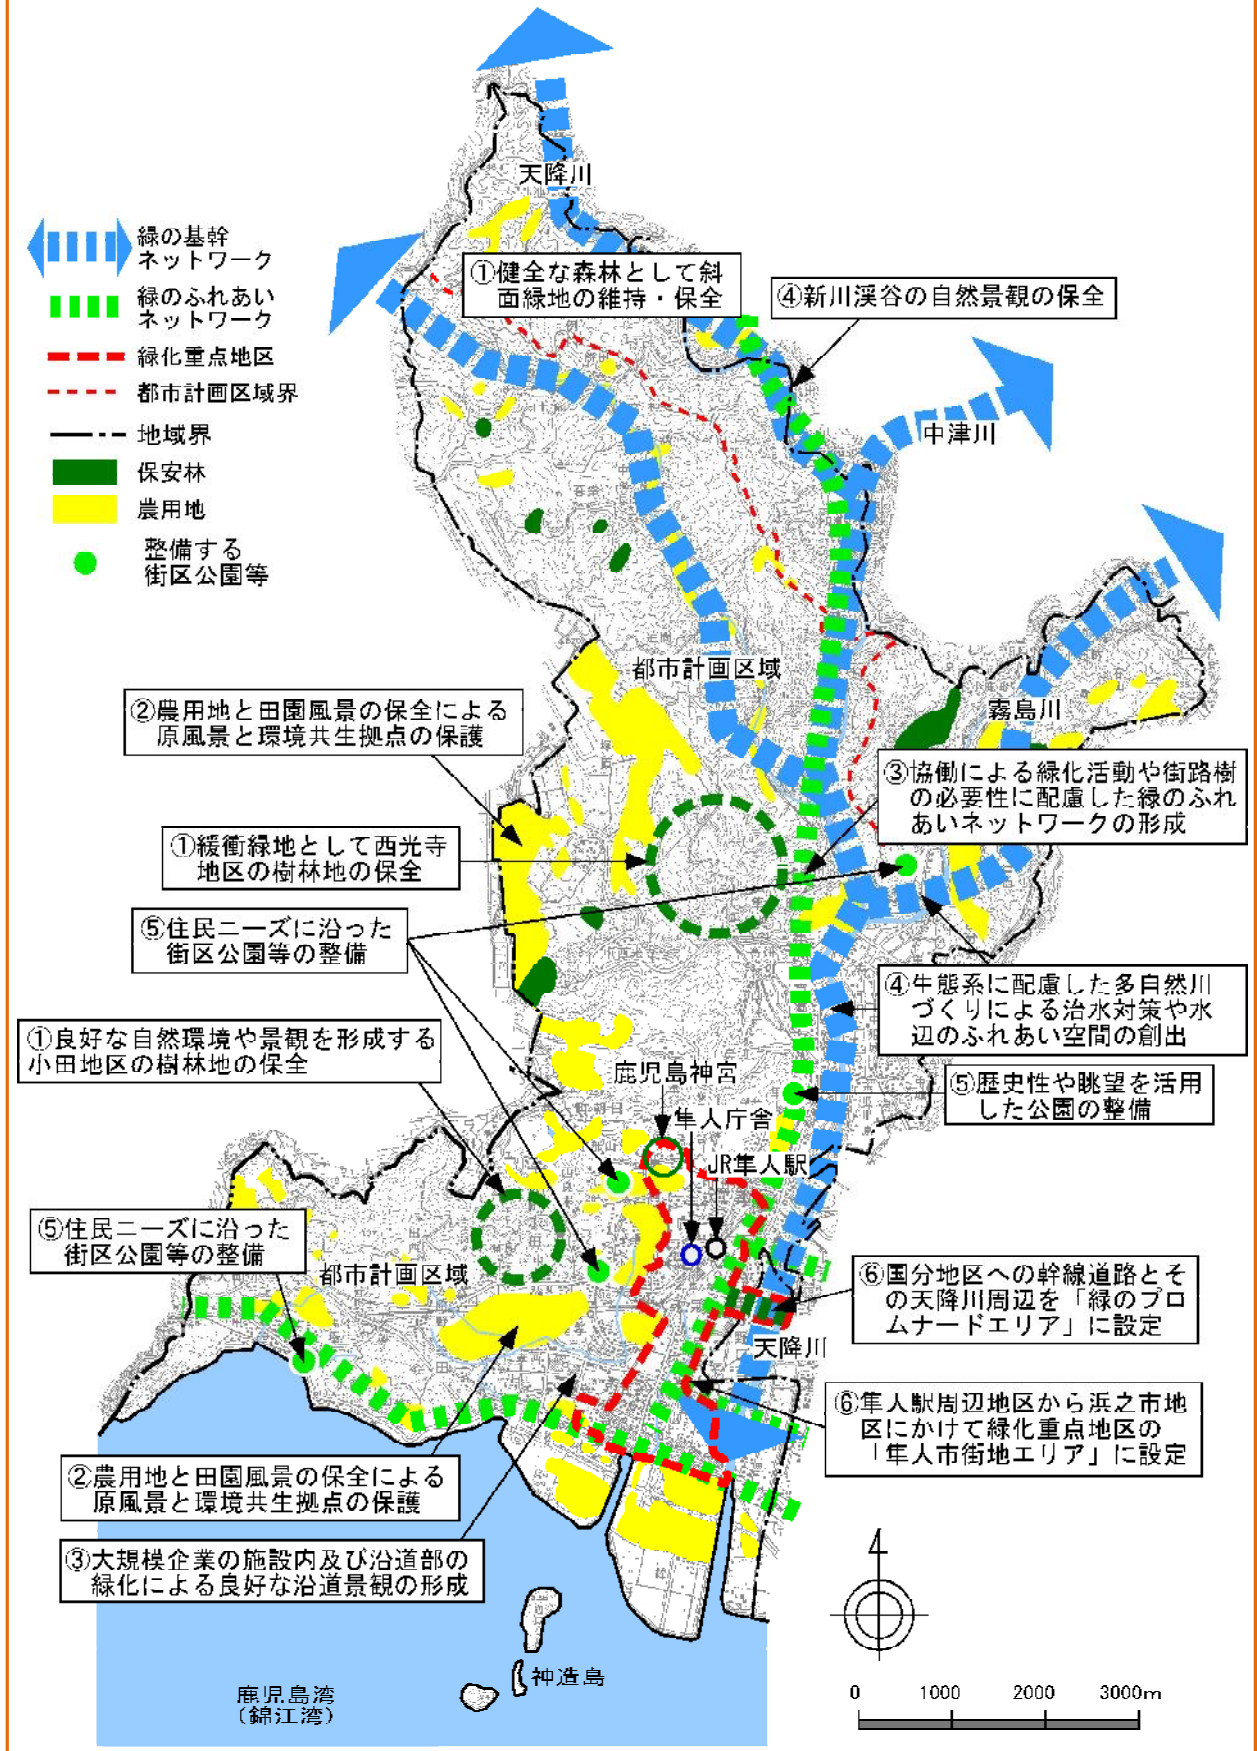 天降川
緑の基幹
ネットワーク
緑のふれあい
ネットワーク
緑化重点地区
都市計画区域界
地域界
保安林
農用地
整備する
街区公園等
①健全な森林として斜
面緑地の維持・保全
④新川渓谷の自然景観の保全
中津川
都市計画区域
霧島川
②農用地と田園風景の保全による
原風景と環境共生拠点の保護
③協働による緑化活動や街路樹
の必要性に配慮した緑のふれ
あいネットワークの形成
①緩衝緑地として西光寺
地区の樹林地の保全
⑤住民ニーズに沿った
街区公園等の整備
④生態系に配慮した多自然川
づくりによる治水対策や水
辺のふれあい空間の創出
①良好な自然環境や景観を形成する
小田地区の樹林地の保全
鹿児島神宮
⑤歴史性や眺望を活用
した公園の整備
隼人庁舎
JR隼人駅
⑤住民ニーズに沿った
街区公園等の整備
都市計画区域
⑥国分地区への幹線道路とそ
の天降川周辺を「緑のプロ
ムナードエリア」に設定
天降川
⑥隼人駅周辺地区から浜之市地
区にかけて緑化重点地区の
「隼人市街地エリア」に設定
②農用地と田園風景の保全による
原風景と環境共生拠点の保護
③大規模企業の施設内及び沿道部の
緑化による良好な沿道景観の形成
神造島
鹿児島湾
(錦江湾)
0 1000 2000 3000m